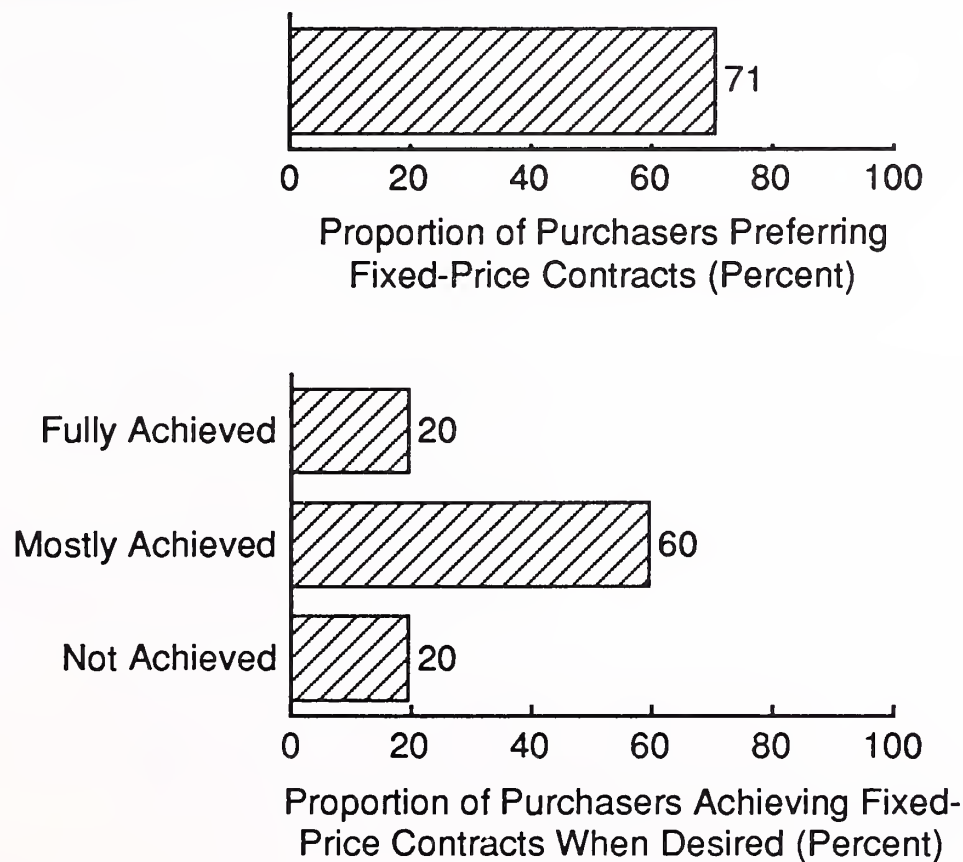 71
0 20 40 60 80 100
Proportion of Purchasers Preferring
Fixed-Price Contracts (Percent)
Fully Achieved 20
Mostly Achieved 60
Not Achieved 20
0 20 40 60 80 100
Proportion of Purchasers Achieving Fixed-
Price Contracts When Desired (Percent)